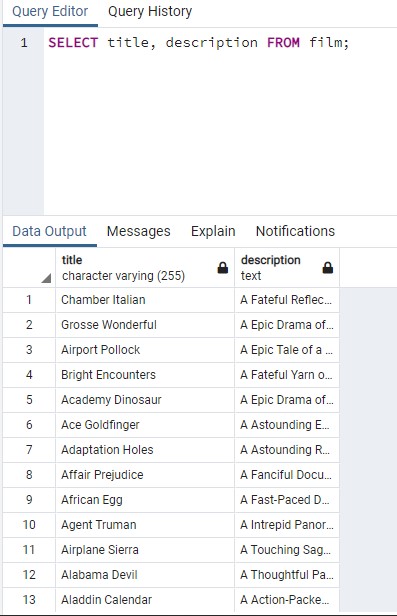 Query Editor Query History
1 SELECT title, description FROM film;
Data Output Messages Explain Notifications
title description
character varying (255) text
1 Chamber Italian A Fateful Reflec...
2 Grosse Wonderful A Epic Drama of...
3 Airport Pollock A Epic Tale of a ...
4 Bright Encounters A Fateful Yarn o...
5 Academy Dinosaur A Epic Drama of...
6 Ace Goldfinger A Astounding E...
7 Adaptation Holes A Astounding R...
8 Affair Prejudice A Fanciful Docu...
9 African Egg A Fast-Paced D...
10 Agent Truman A Intrepid Panor...
11 Airplane Sierra A Touching Sag...
12 Alabama Devil A Thoughtful Pa...
13 Aladdin Calendar A Action-Packe...